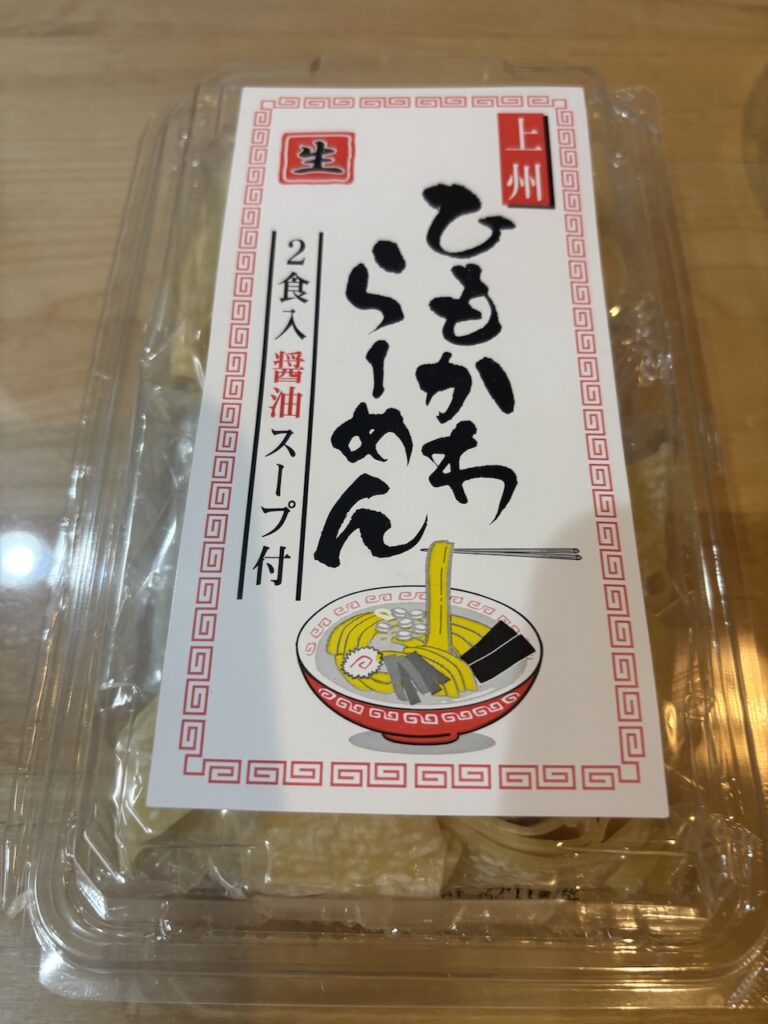 上州
ひもかわ
らーめん
生
2食入 醤油スープ付